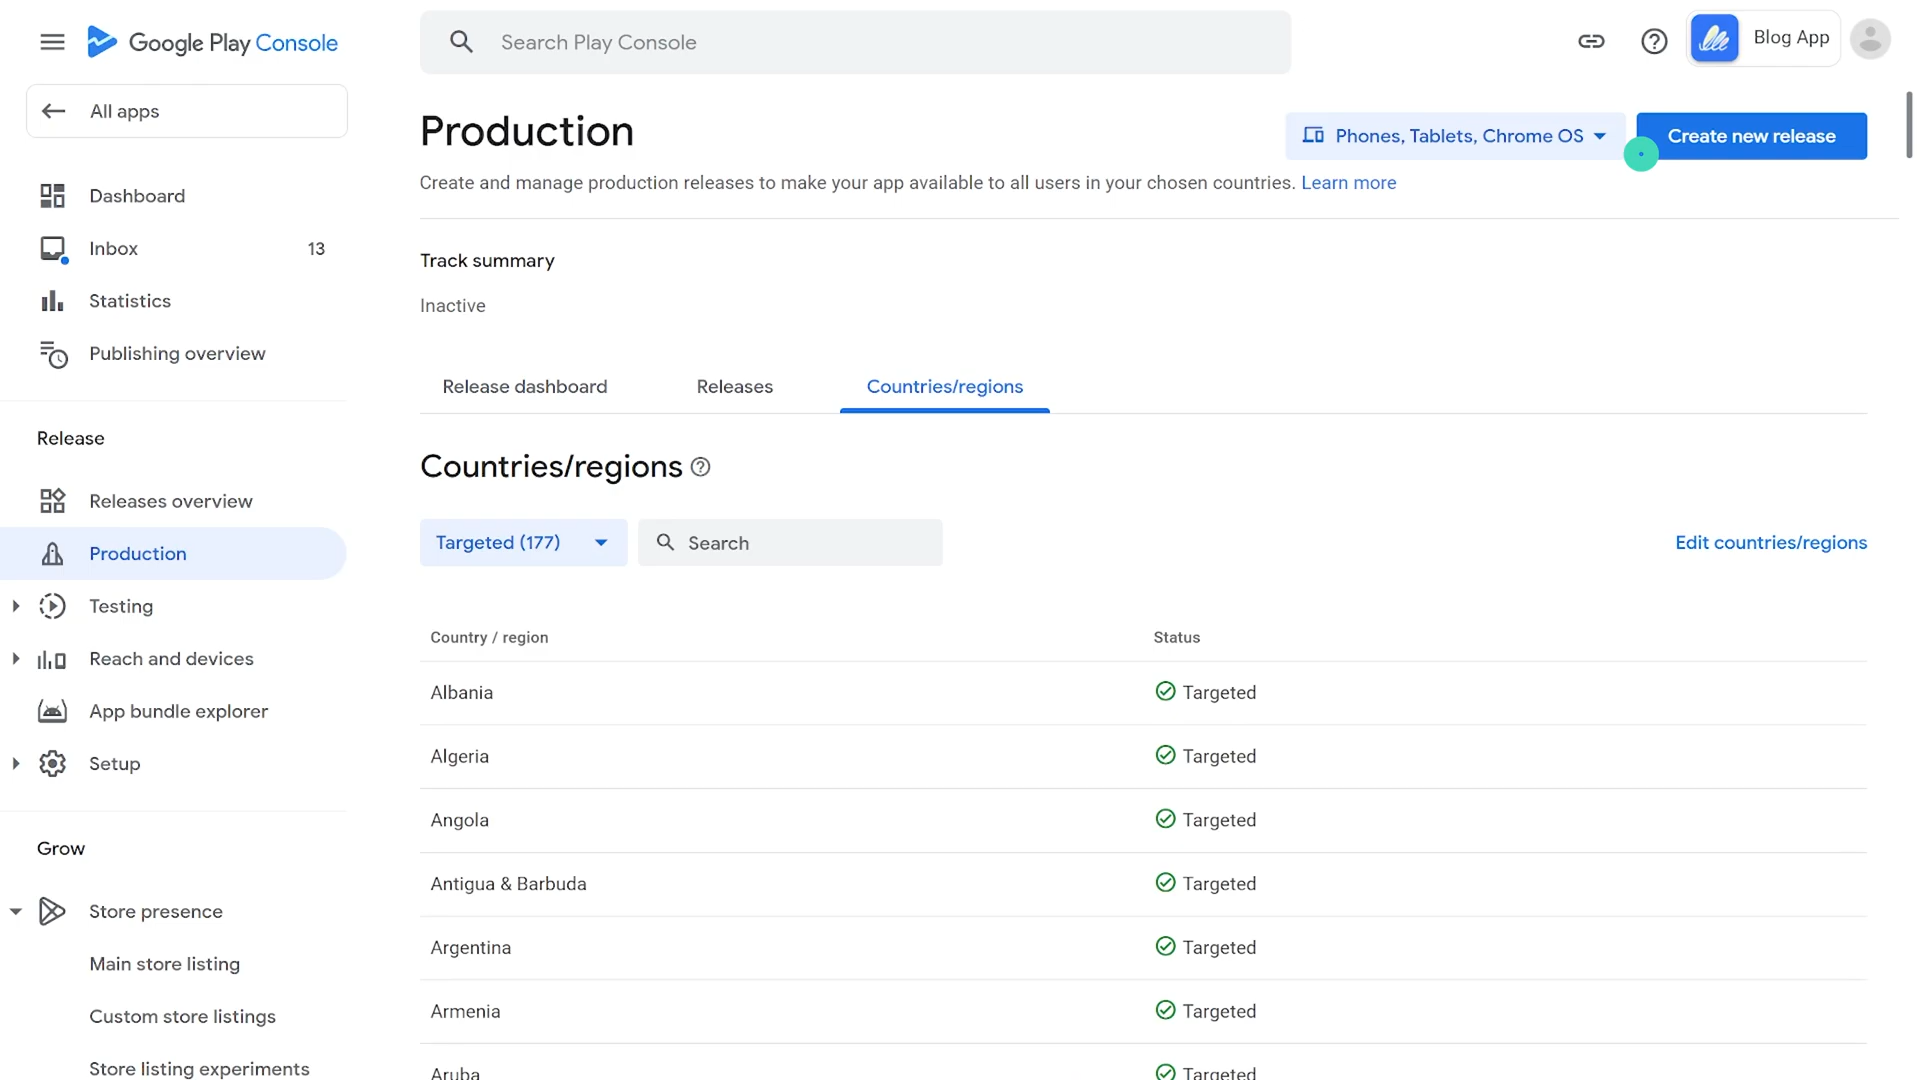 Google Play Console
Search Play Console
Blog App
All apps
Production
Phones, Tablets, Chrome OS
Create new release
Create and manage production releases to make your app available to all users in your chosen countries. Learn more
Dashboard
Inbox 13
Statistics
Publishing overview
Release
Releases overview
Production
Testing
Reach and devices
App bundle explorer
Setup
Grow
Store presence
Main store listing
Custom store listings
Store listing experiments
Track summary
Inactive
Release dashboard Releases Countries/regions
Countries/regions
Targeted (177) Search Edit countries/regions
Country / region Status
Albania Targeted
Algeria Targeted
Angola Targeted
Antigua & Barbuda Targeted
Argentina Targeted
Armenia Targeted
Aruba Targeted